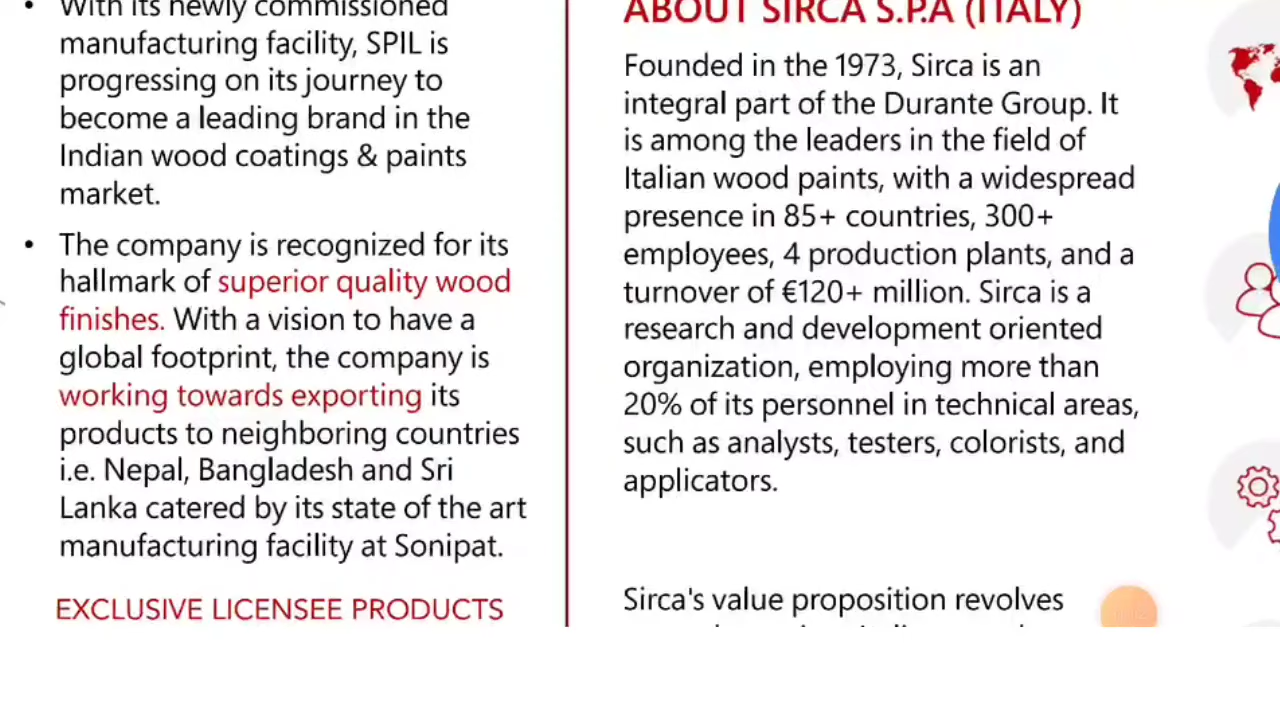 With its newly commissioned
manufacturing facility, SPIL is
progressing on its journey to
become a leading brand in the
Indian wood coatings & paints
market.
• The company is recognized for its
hallmark of superior quality wood
finishes. With a vision to have a
global footprint, the company is
working towards exporting its
products to neighboring countries
i.e. Nepal, Bangladesh and Sri
Lanka catered by its state of the art
manufacturing facility at Sonipat.
EXCLUSIVE LICENSEE PRODUCTS
ABOUT SIRCA S.P.A (ITALY)
Founded in the 1973, Sirca is an
integral part of the Durante Group. It
is among the leaders in the field of
Italian wood paints, with a widespread
presence in 85+ countries, 300+
employees, 4 production plants, and a
turnover of €120+ million. Sirca is a
research and development oriented
organization, employing more than
20% of its personnel in technical areas,
such as analysts, testers, colorists, and
applicators.
Sirca's value proposition revolves